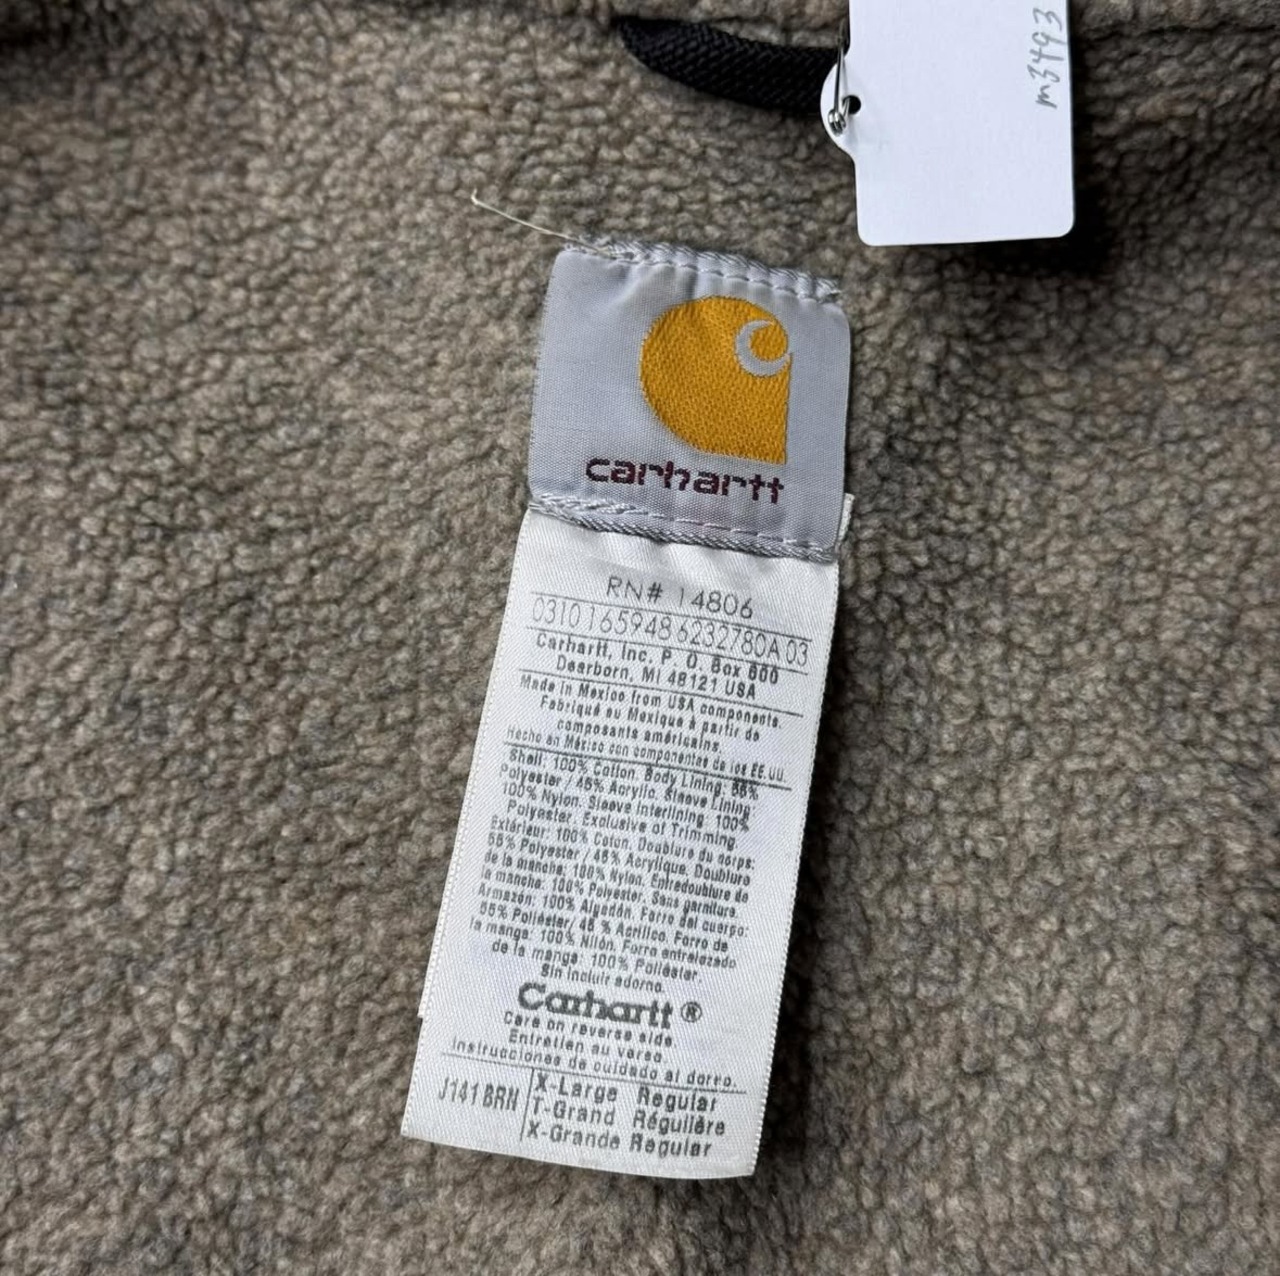 m3493
carhartt
RN# 14806
0310165948 6232780A 03
Carhartt, Inc. P. O. Box 600
Dearborn, MI 48121 USA
Made in Mexico from USA components.
Fabriqué au Mexique à partir de
composants américains.
Hecho en México con componentes de los EE.UU.
Shell: 100% Cotton. Body Lining: 55%
Polyester / 45% Acrylic. Sleeve Lining:
100% Nylon. Sleeve Interlining: 100%
Polyester. Exclusive of Trimming.
Extérieur: 100% Coton. Doublure du corps:
55% Polyester / 45% Acrylique. Doublure
de la manche: 100% Nylon. Entredoublure de
la manche: 100% Polyester. Sans garniture.
Armazón: 100% Algodón. Forro del cuerpo:
55% Poliéster/ 45 % Acrílico. Forro de
la manga: 100% Nilón. Forro entrelazado
de la manga: 100% Poliéster.
Sin incluir adorno.
Carhartt®
Care on reverse side.
Entretien au verso.
Instrucciones de cuidado al dorro.
J141 BRN
X-Large Regular
T-Grand Régulière
X-Grande Regular